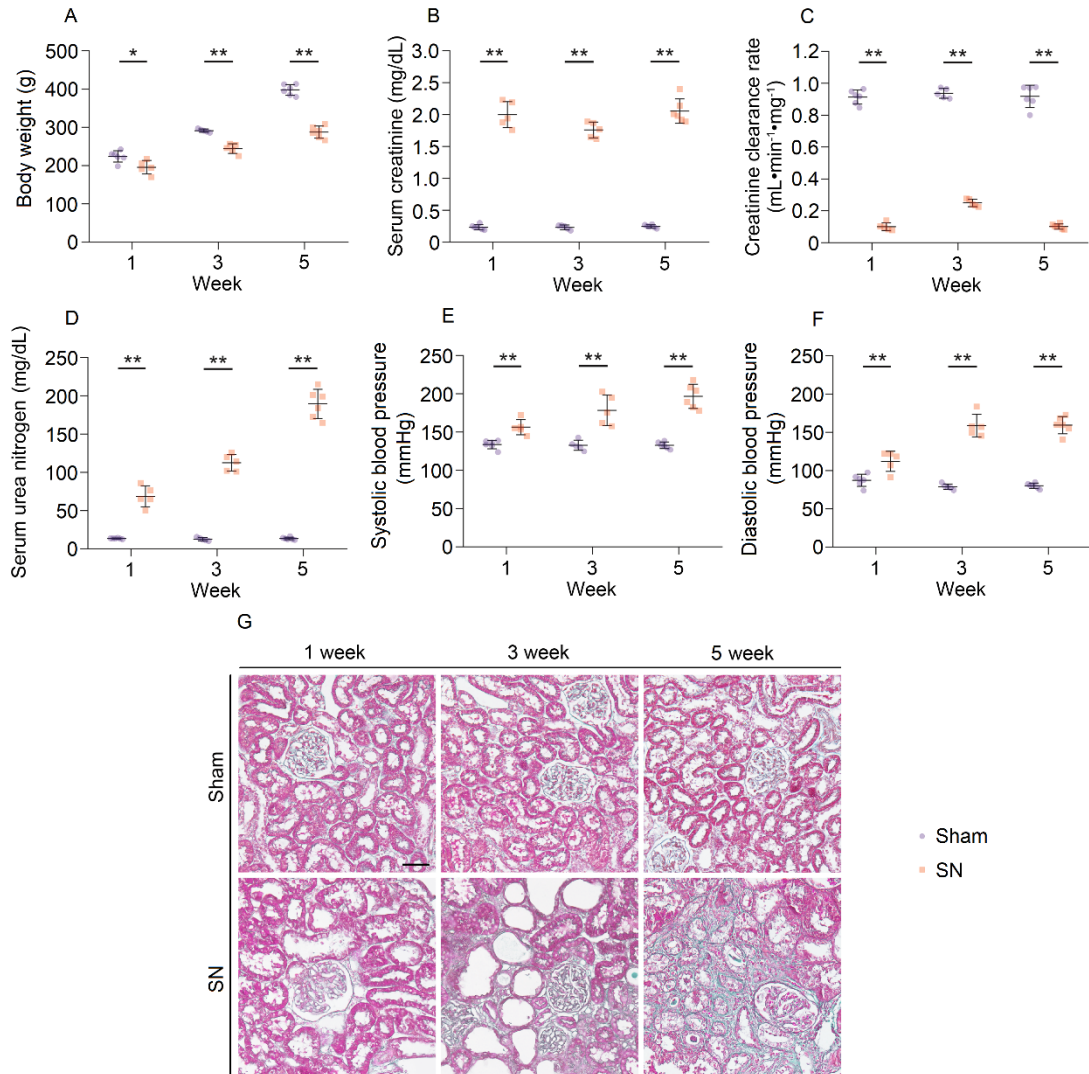 A
Body weight (g)
500
400
300
200
100
0
*
**
**
1
3
5
Week
B
Serum creatinine (mg/dL)
3.0
2.5
2.0
1.5
1.0
0.5
0
**
**
**
1
3
5
Week
C
Creatinine clearance rate
(mL•min⁻¹•mg⁻¹)
1.2
1.0
0.8
0.6
0.4
0.2
0
**
**
**
1
3
5
Week
D
Serum urea nitrogen (mg/dL)
250
200
150
100
50
0
**
**
**
1
3
5
Week
E
Systolic blood pressure
(mmHg)
250
200
150
100
50
0
**
**
**
1
3
5
Week
F
Diastolic blood pressure
(mmHg)
250
200
150
100
50
0
**
**
**
1
3
5
Week
G
1 week
3 week
5 week
Sham
SN
Sham
SN